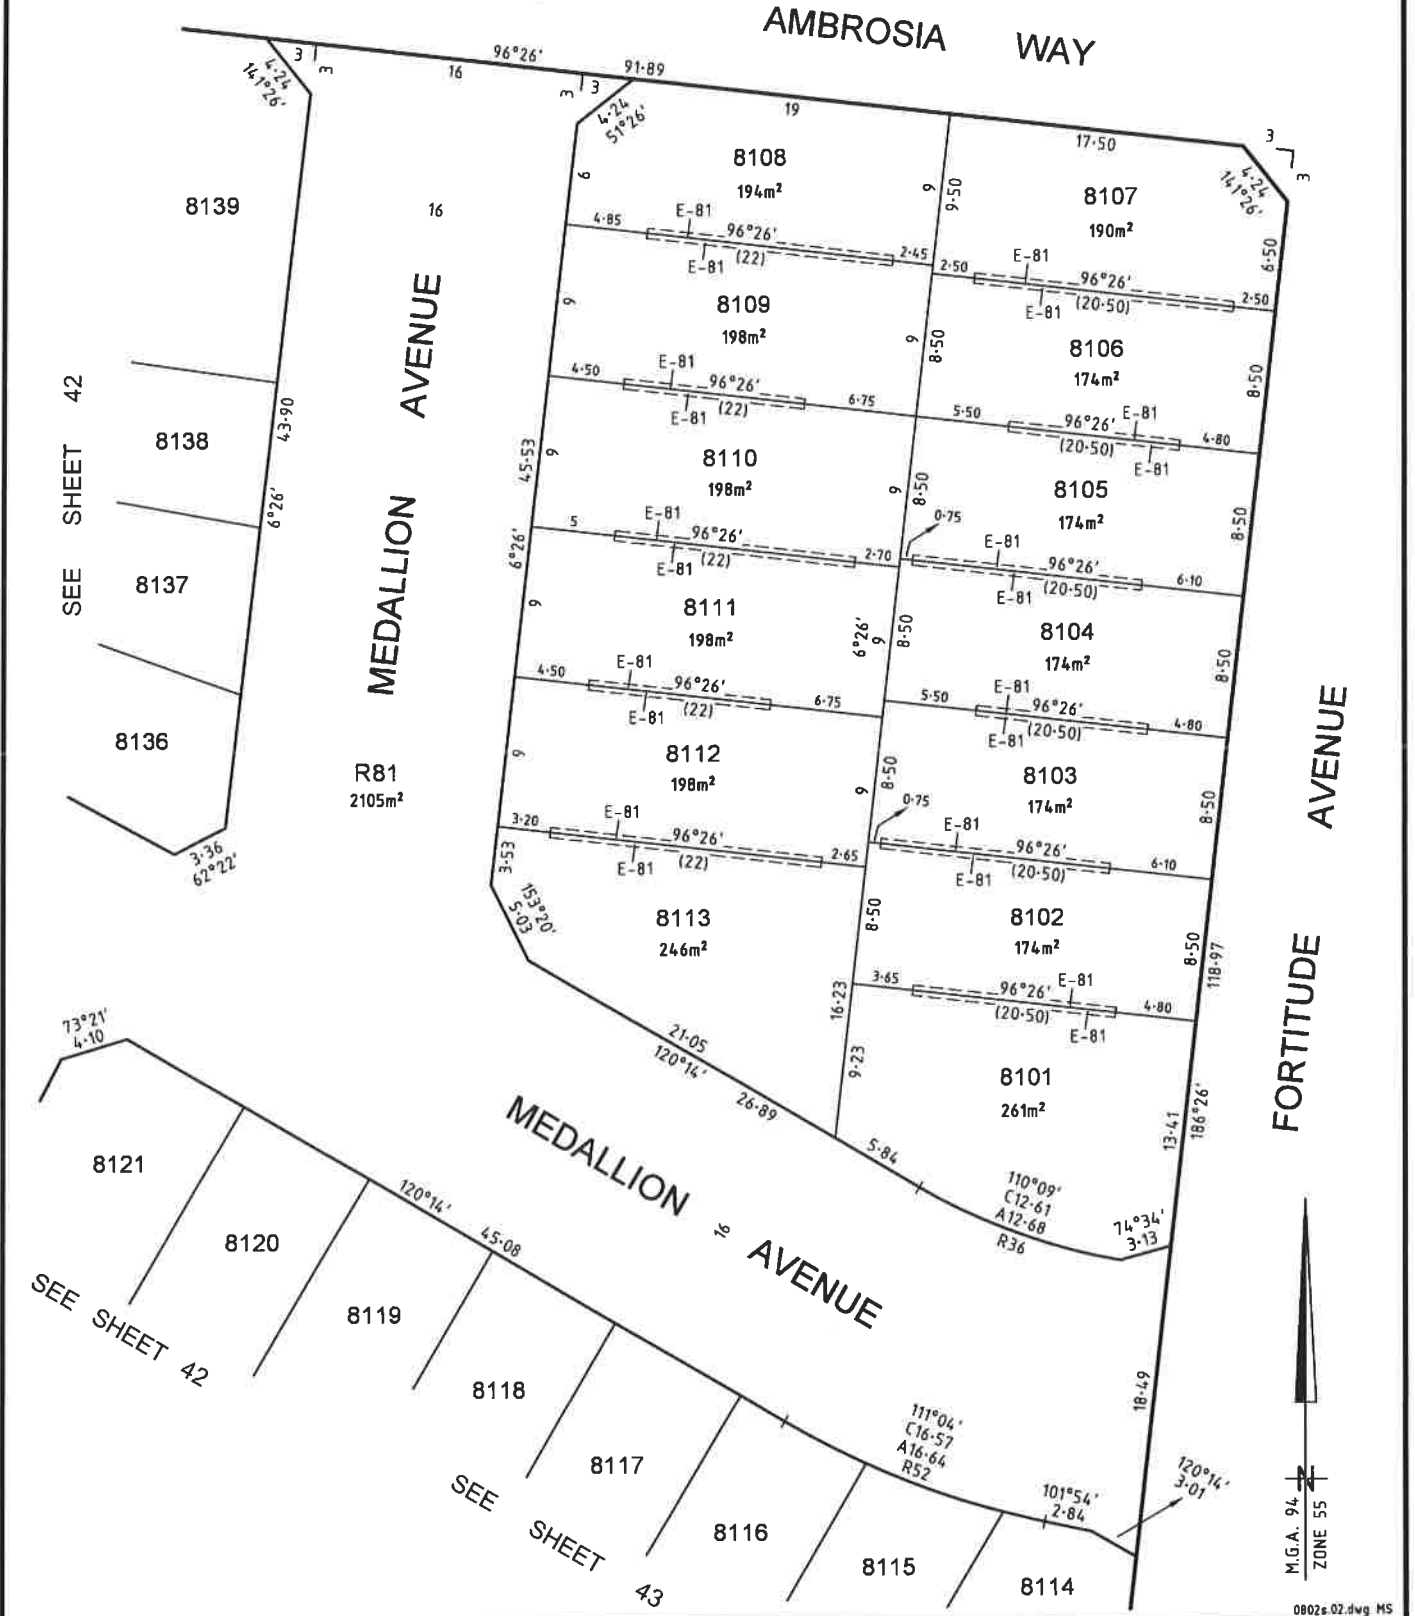 AMBROSIA WAY
96°26'
91·89
3
3
16
3
3
4·24
141°26'
4·24
51°26'
19
17·50
3
3
4·24
141°26'
8139
16
8108
194m²
6
9
9·50
8107
190m²
6·50
4·85
E-81
96°26'
(22)
E-81
2·45
2·50
E-81
96°26'
(20·50)
E-81
2·50
8109
198m²
9
9
8·50
8106
174m²
8·50
4·50
E-81
96°26'
(22)
E-81
6·75
5·50
96°26'
E-81
(20·50)
E-81
4·80
SEE SHEET 42
8138
43·90
6°26'
MEDALLION AVENUE
45·53
6°26'
8110
198m²
9
9
8·50
8105
174m²
8·50
5
E-81
96°26'
(22)
E-81
2·70
0·75
E-81
96°26'
(20·50)
E-81
6·10
8137
8111
198m²
9
6°26'
9
8·50
8104
174m²
8·50
4·50
E-81
96°26'
(22)
E-81
6·75
5·50
E-81
96°26'
(20·50)
E-81
4·80
8136
R81
2105m²
8112
198m²
9
9
8·50
8103
174m²
8·50
3·20
E-81
96°26'
(22)
E-81
2·65
0·75
E-81
96°26'
(20·50)
E-81
6·10
3·36
62°22'
3·53
153°20'
5·03
8113
246m²
8·50
8102
174m²
8·50
118·97
FORTITUDE AVENUE
3·65
96°26'
E-81
(20·50)
E-81
4·80
16·23
9·23
8101
261m²
13·41
186°26'
73°21'
4·10
21·05
120°14'
26·89
5·84
110°09'
C12·61
A12·68
R36
74°34'
3·13
8121
8120
120°14'
45·08
MEDALLION AVENUE
16
8119
8118
8117
8116
8115
8114
SEE SHEET 42
SEE SHEET 43
111°04'
C16·57
A16·64
R52
101°54'
2·84
18·49
120°14'
3·01
M.G.A. 94
ZONE 55
N
0802s.02.dwg MS